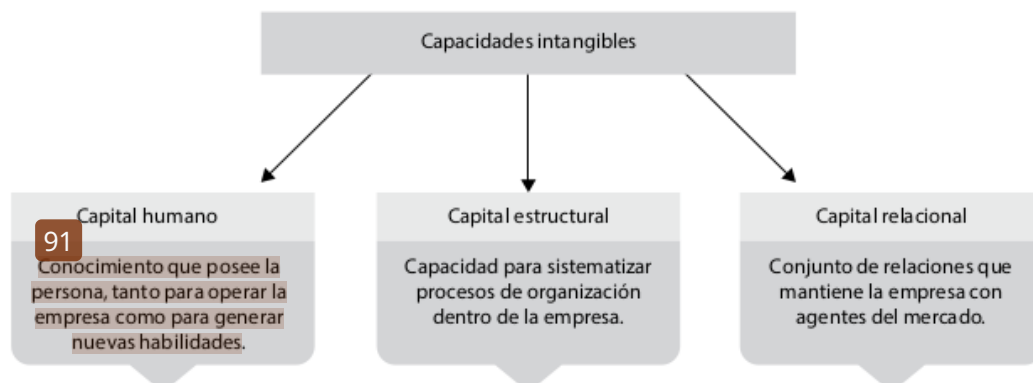 Capacidades intangibles
Capital humano
91
Conocimiento que posee la
persona, tanto para operar la
empresa como para generar
nuevas habilidades.
Capital estructural
Capacidad para sistematizar
procesos de organización
dentro de la empresa.
Capital relacional
Conjunto de relaciones que
mantiene la empresa con
agentes del mercado.